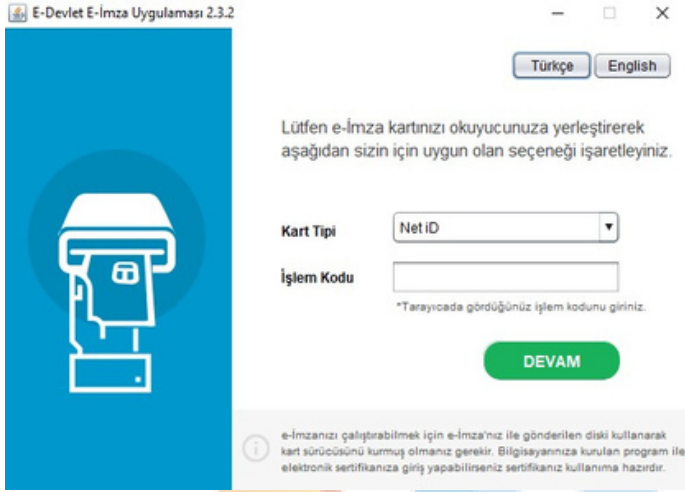 E-Devlet E-İmza Uygulaması 2.3.2
Türkçe English
Lütfen e-İmza kartınızı okuyucunuza yerleştirerek
aşağıdan sizin için uygun olan seçeneği işaretleyiniz.
Kart Tipi Net iD
İşlem Kodu
*Tarayıcada gördüğünüz işlem kodunu giriniz.
DEVAM
e-İmzanızı çalıştırabilmek için e-İmza'nız ile gönderilen diski kullanarak
kart sürücüsünü kurmuş olmanız gerekir. Bilgisayarınıza kurulan program ile
elektronik sertifikanıza giriş yapabilirseniz sertifikanız kullanıma hazırdır.